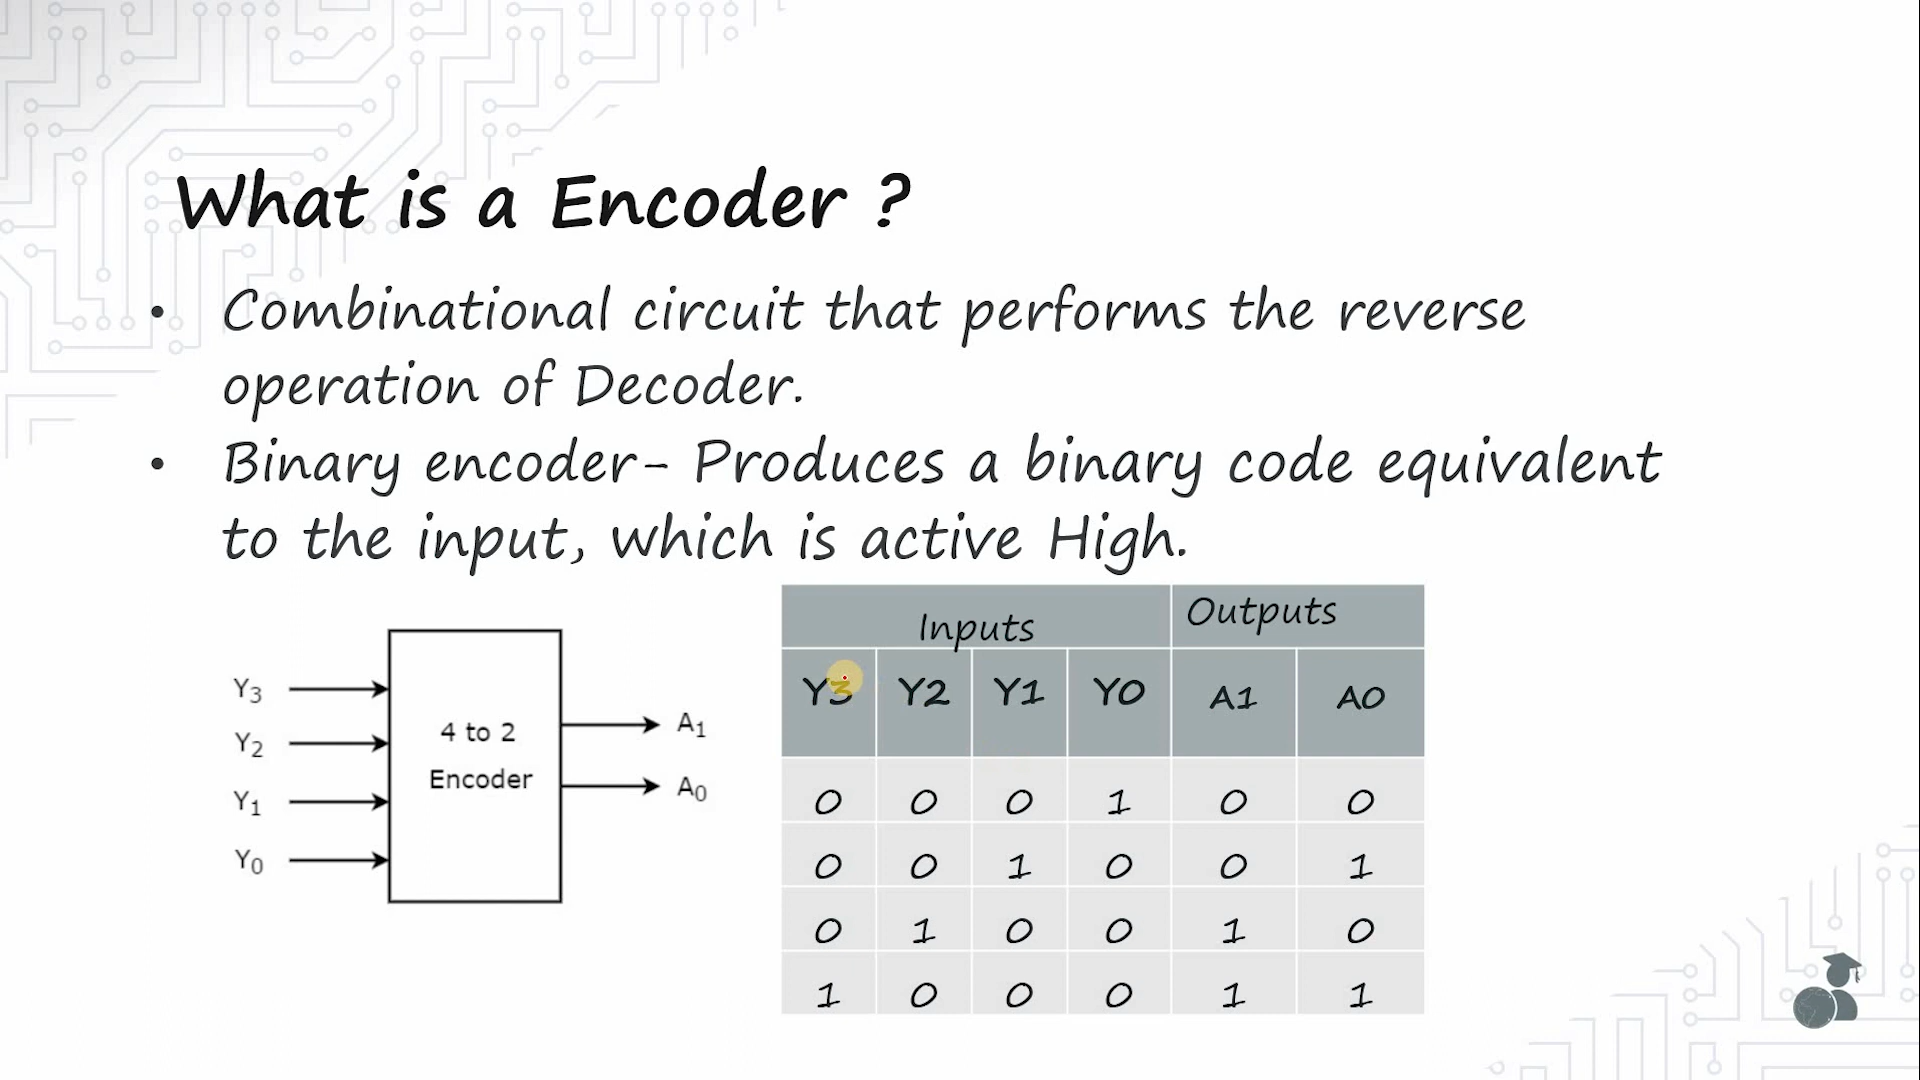 What is a Encoder ?
• Combinational circuit that performs the reverse
operation of Decoder.
• Binary encoder- Produces a binary code equivalent
to the input, which is active High.
Y3
Y2
Y1
Y0
4 to 2
Encoder
A1
A0
Inputs Outputs
Y3 Y2 Y1 Y0 A1 A0
0 0 0 1 0 0
0 0 1 0 0 1
0 1 0 0 1 0
1 0 0 0 1 1